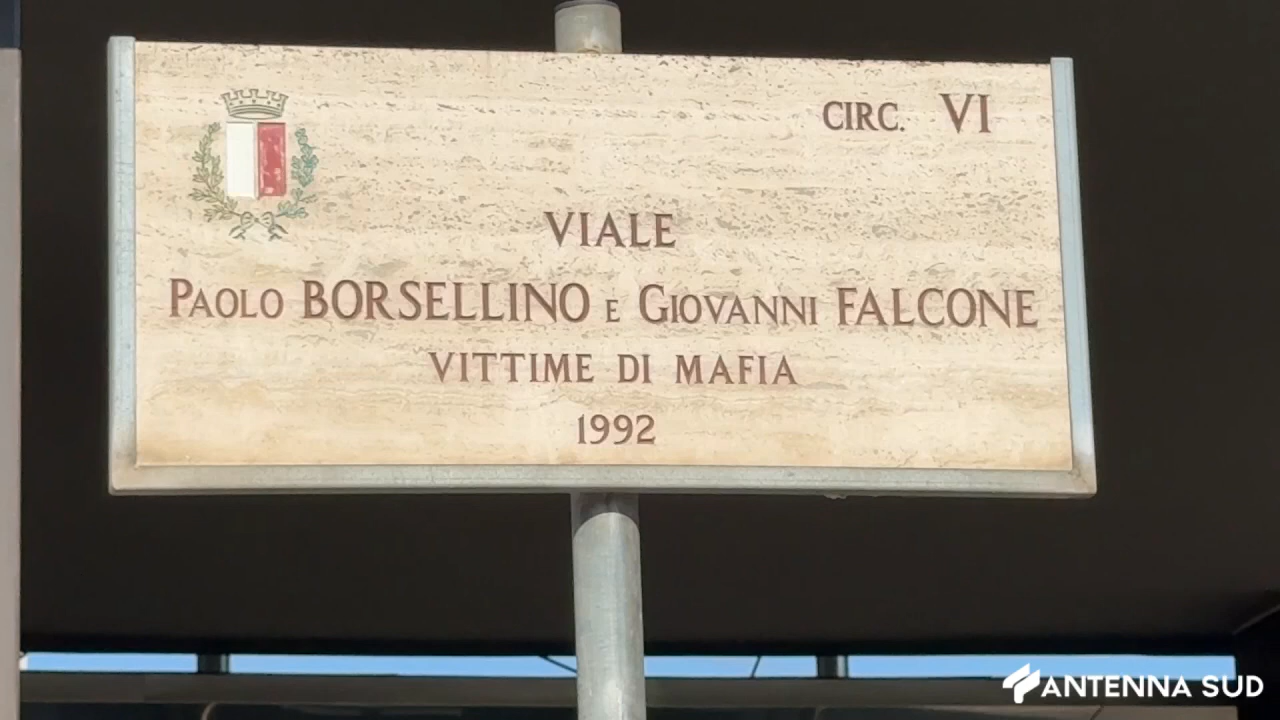 CIRC. VI
VIALE
PAOLO BORSELLINO E GIOVANNI FALCONE
VITTIME DI MAFIA
1992
ANTENNA SUD